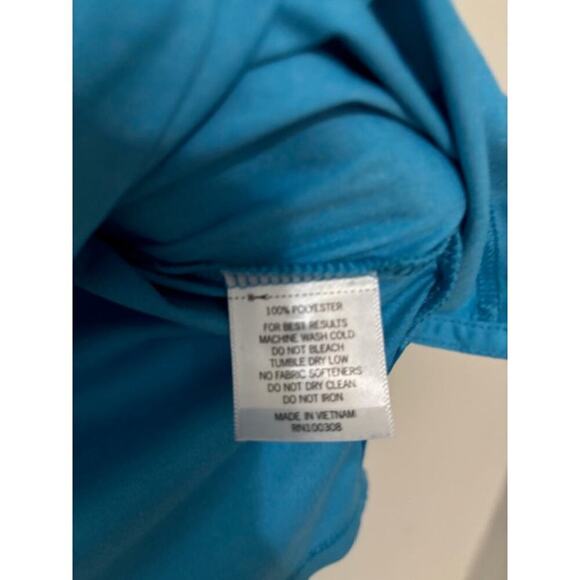 100% POLYESTER
FOR BEST RESULTS
MACHINE WASH COLD
DO NOT BLEACH
TUMBLE DRY LOW
NO FABRIC SOFTENERS
DO NOT DRY CLEAN
DO NOT IRON
MADE IN VIETNAM
RN100308